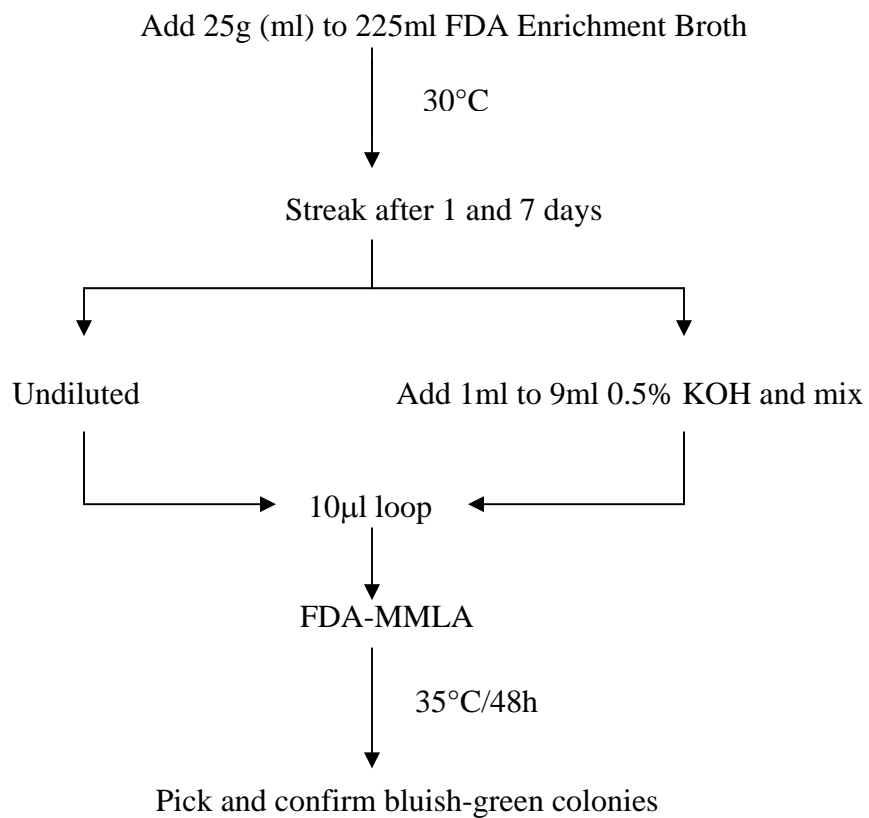 Add 25g (ml) to 225ml FDA Enrichment Broth
30°C
Streak after 1 and 7 days
Undiluted
Add 1ml to 9ml 0.5% KOH and mix
10μl loop
FDA-MMLA
35°C/48h
Pick and confirm bluish-green colonies